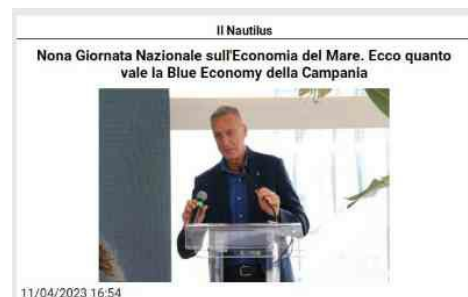 Il Nautilus
Nona Giornata Nazionale sull'Economia del Mare. Ecco quanto
vale la Blue Economy della Campania
11/04/2023 16:54